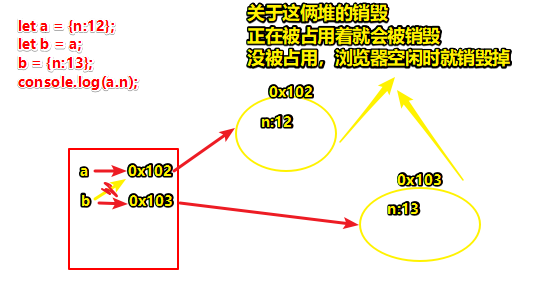 let a = {n:12};
let b = a;
b = {n:13};
console.log(a.n);
关于这俩堆的销毁
正在被占用着就会被销毁
没被占用，浏览器空闲时就销毁掉
0x102
n:12
a
0x102
b
0x103
0x103
n:13